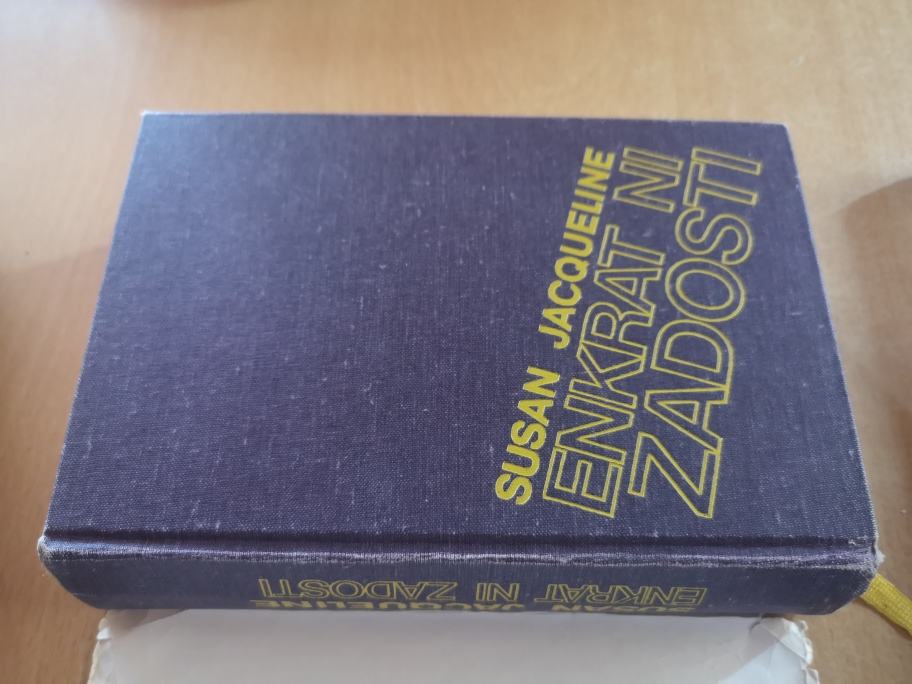 SUSAN JACQUELINE
ENKRAT NI
ZADOSTI
SUSAN JACQUELINE
ENKRAT NI ZADOSTI